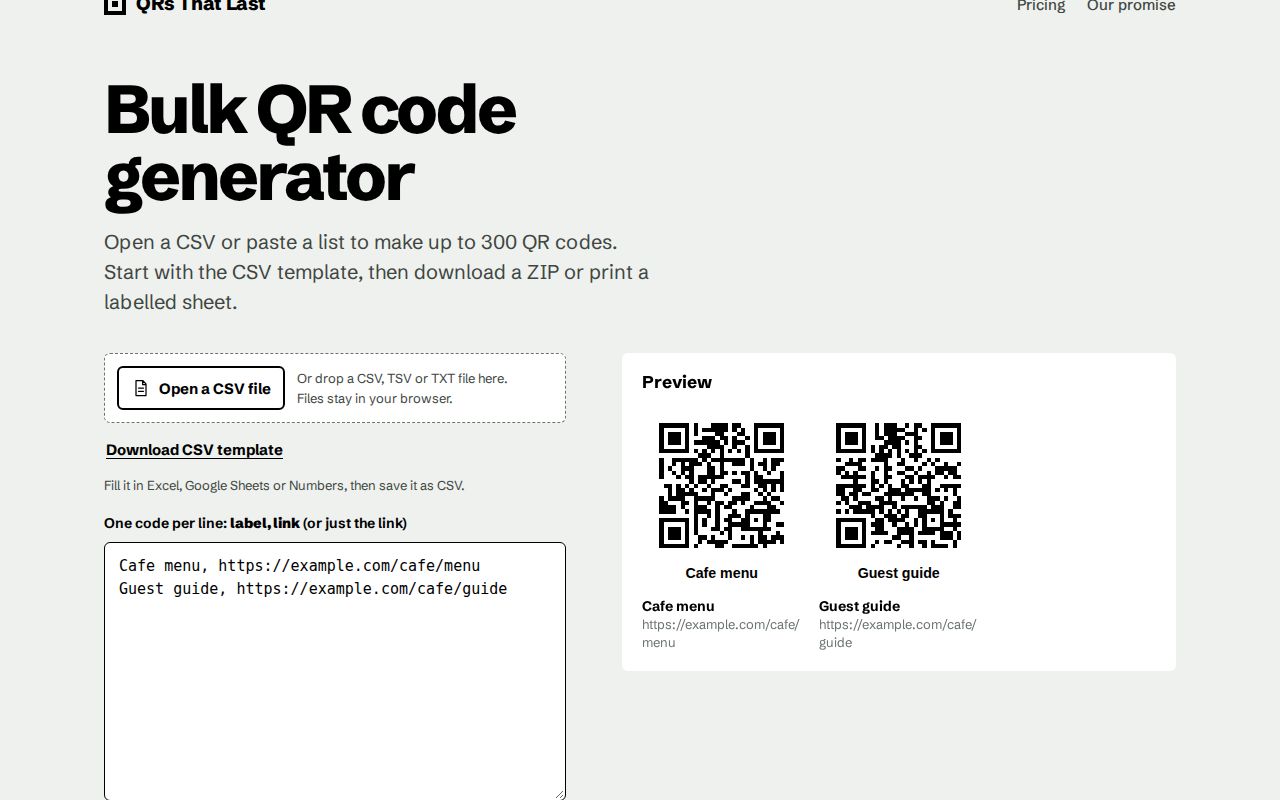 QRs That Last
Pricing
Our promise
Bulk QR code
generator
Open a CSV or paste a list to make up to 300 QR codes.
Start with the CSV template, then download a ZIP or print a
labelled sheet.
Open a CSV file
Or drop a CSV, TSV or TXT file here.
Files stay in your browser.
Download CSV template
Fill it in Excel, Google Sheets or Numbers, then save it as CSV.
One code per line: label,link (or just the link)
Cafe menu, https://example.com/cafe/menu
Guest guide, https://example.com/cafe/guide
Preview
Cafe menu
Guest guide
Cafe menu
https://example.com/cafe/
menu
Guest guide
https://example.com/cafe/
guide